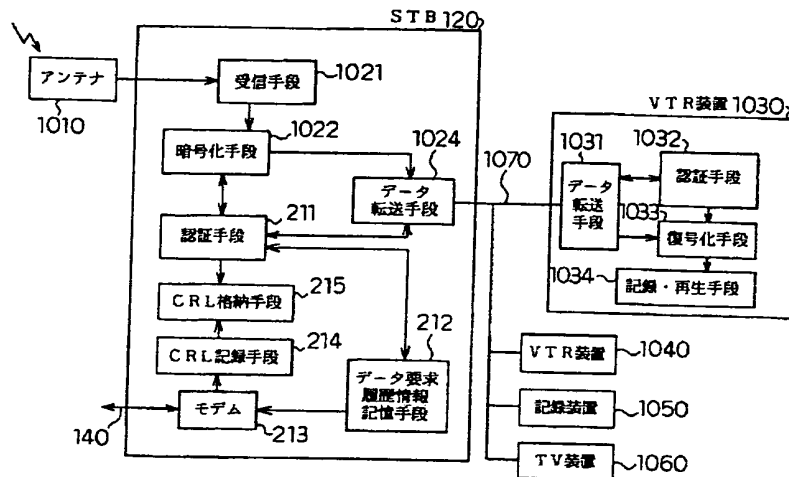 STB 120
アンテナ
1010
受信手段
1021
暗号化手段
1022
データ
転送手段
1024
認証手段
211
CRL格納手段
215
CRL記録手段
214
モデム
213
140
データ要求
履歴情報
記憶手段
212
1070
VTR装置 1030
データ
転送
手段
1031
認証手段
1032
復号化手段
1033
記録・再生手段
1034
VTR装置
1040
記録装置
1050
TV装置
1060